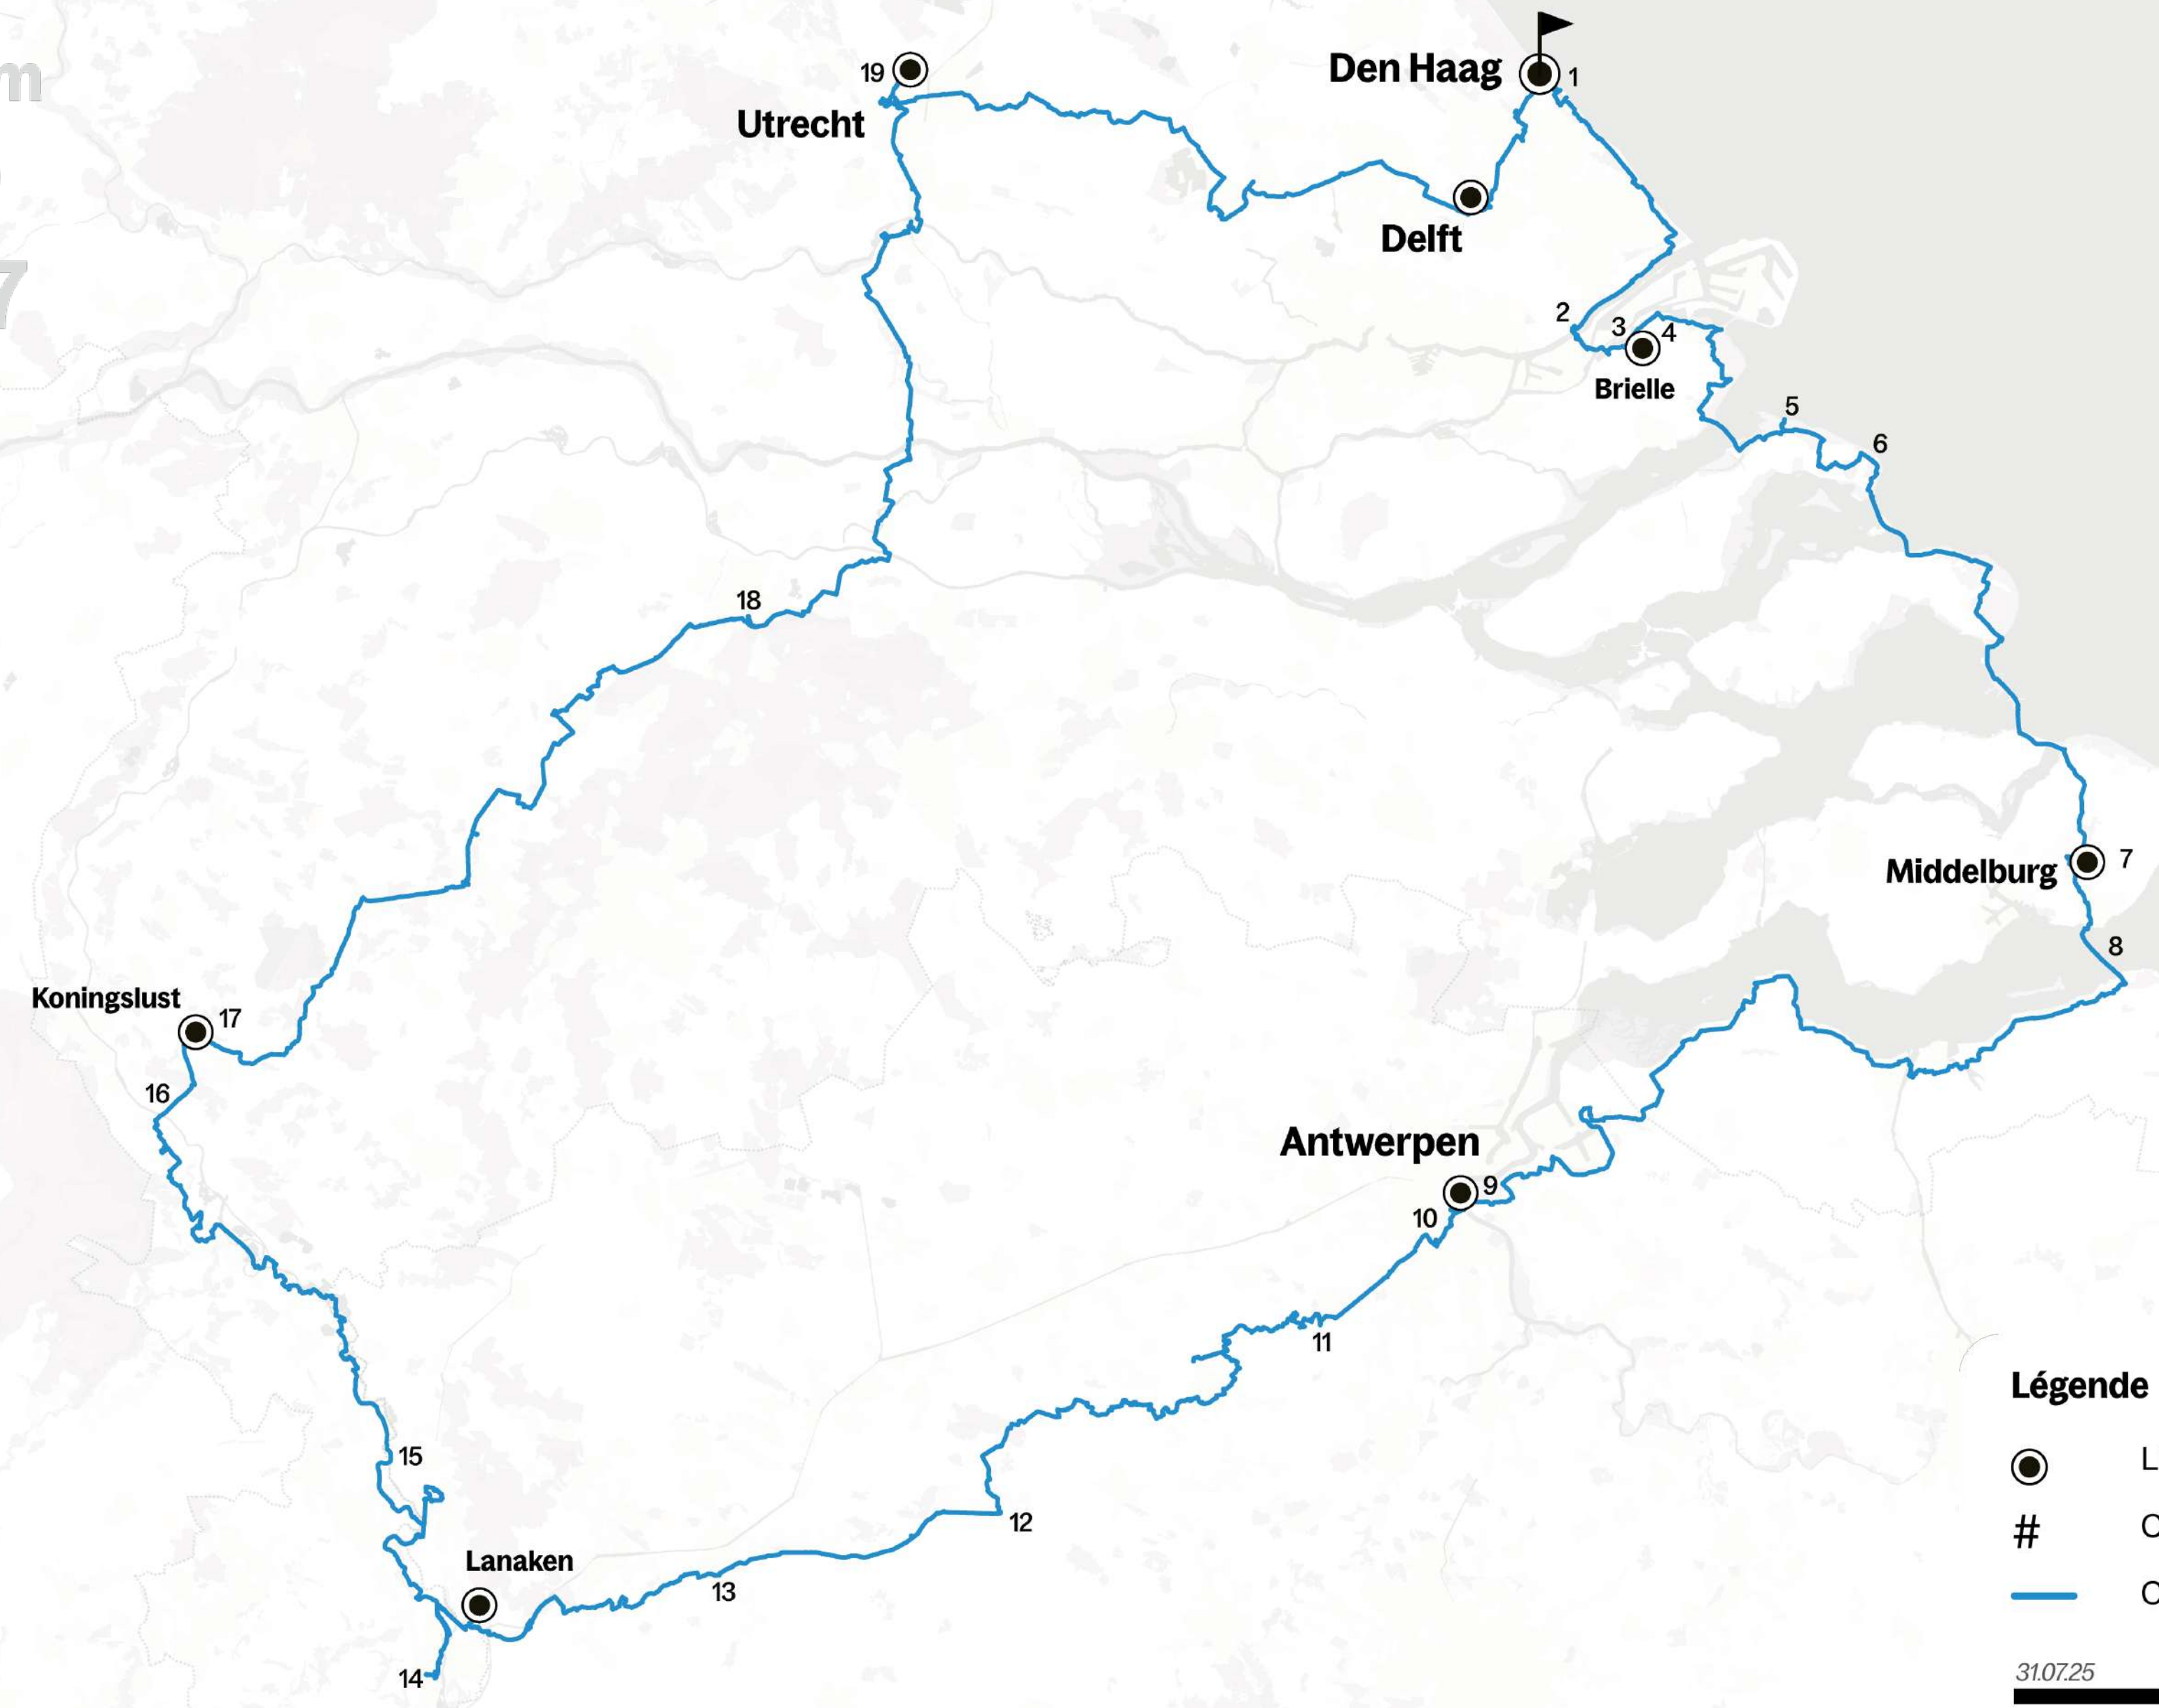 m
7
19
Utrecht
Den Haag
1
Delft
2
3
4
Brielle
5
6
18
Middelburg
7
8
Koningslust
17
16
Antwerpen
9
10
11
15
12
Lanaken
13
14
Légende
L
#
C
C
31.07.25